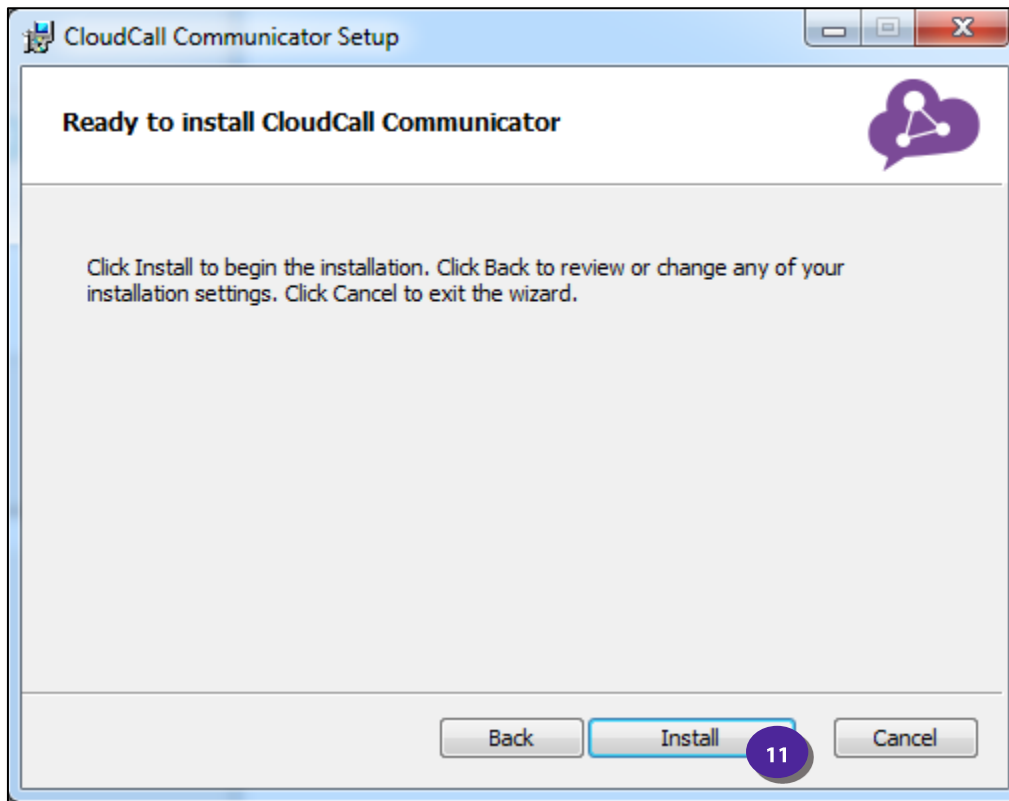 CloudCall Communicator Setup
Ready to install CloudCall Communicator
Click Install to begin the installation. Click Back to review or change any of your
installation settings. Click Cancel to exit the wizard.
Back Install 11 Cancel